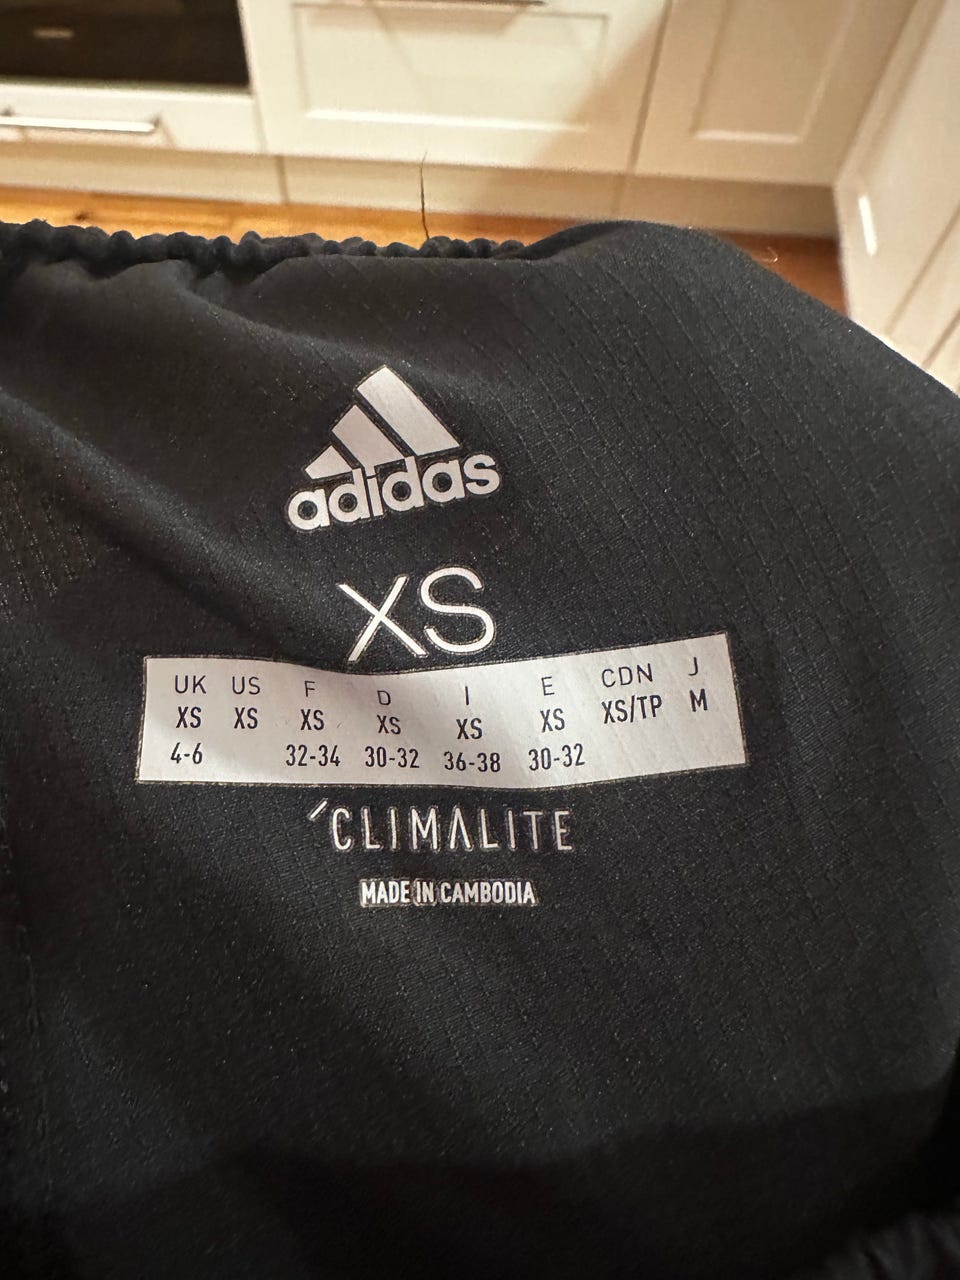 adidas
XS
UK US F D I E CDN J
XS XS XS XS XS XS XS/TP M
4-6 32-34 30-32 36-38 30-32
CLIMALITE
MADE IN CAMBODIA